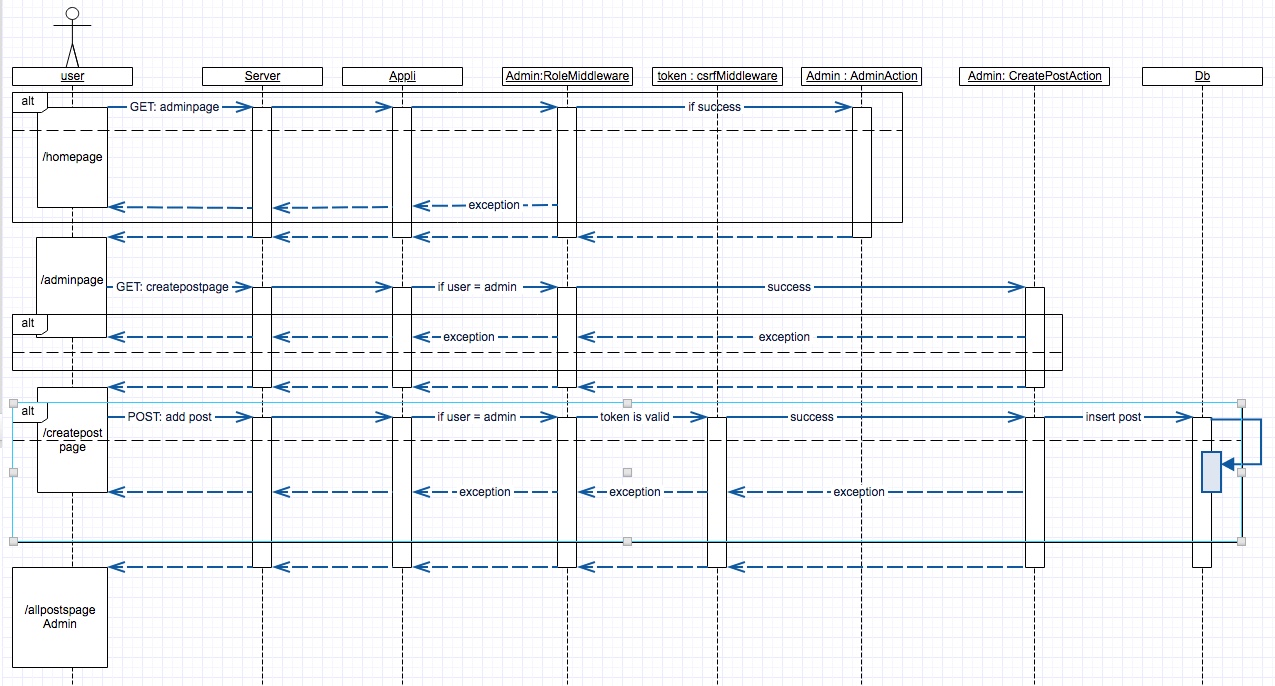 user
Server
Appli
Admin:RoleMiddleware
token : csrfMiddleware
Admin : AdminAction
Admin: CreatePostAction
Db
alt
GET: adminpage
if success
/homepage
exception
/adminpage
GET: createpostpage
if user = admin
success
alt
exception
exception
alt
POST: add post
if user = admin
token is valid
success
insert post
/createpost
page
exception
exception
exception
/allpostspage
Admin